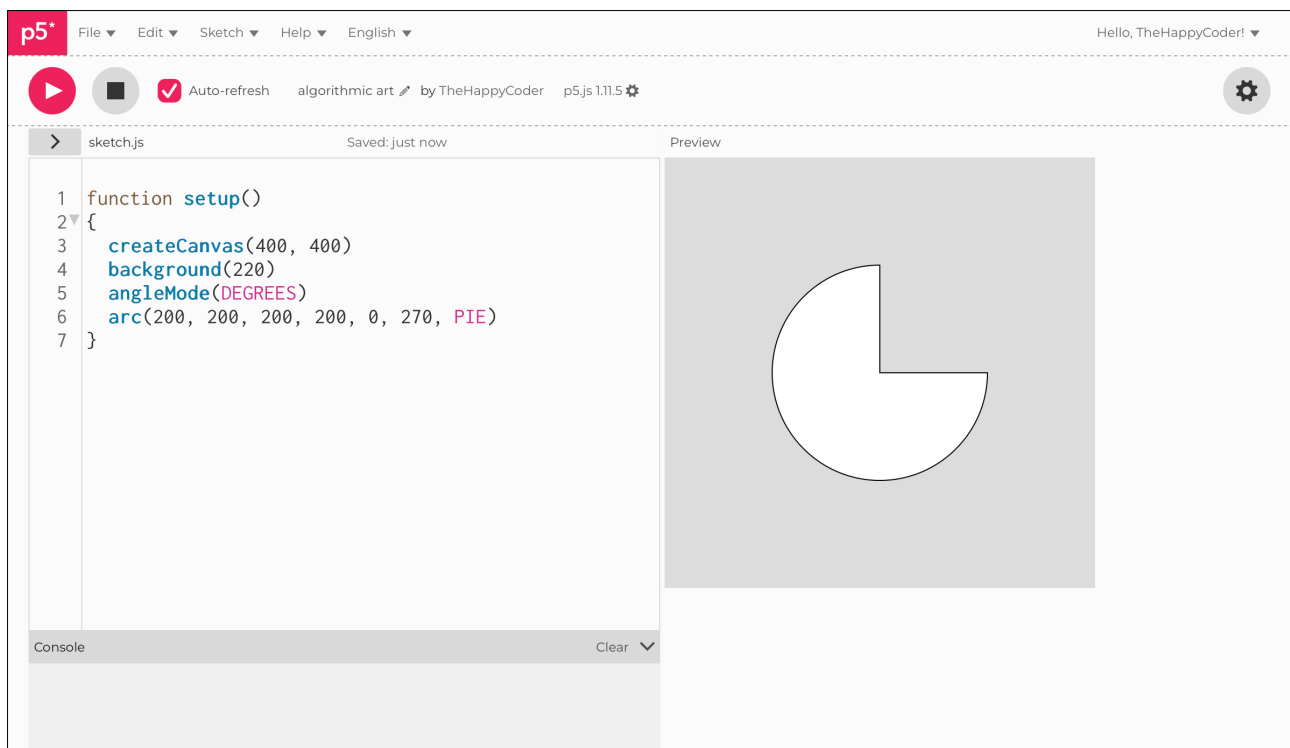 p5* File Edit Sketch Help English Hello, TheHappyCoder!
Auto-refresh algorithmic art by TheHappyCoder p5.js 1.11.5
sketch.js Saved: just now Preview
1 function setup()
2 {
3 createCanvas(400, 400)
4 background(220)
5 angleMode(DEGREES)
6 arc(200, 200, 200, 200, 0, 270, PIE)
7 }
Console Clear